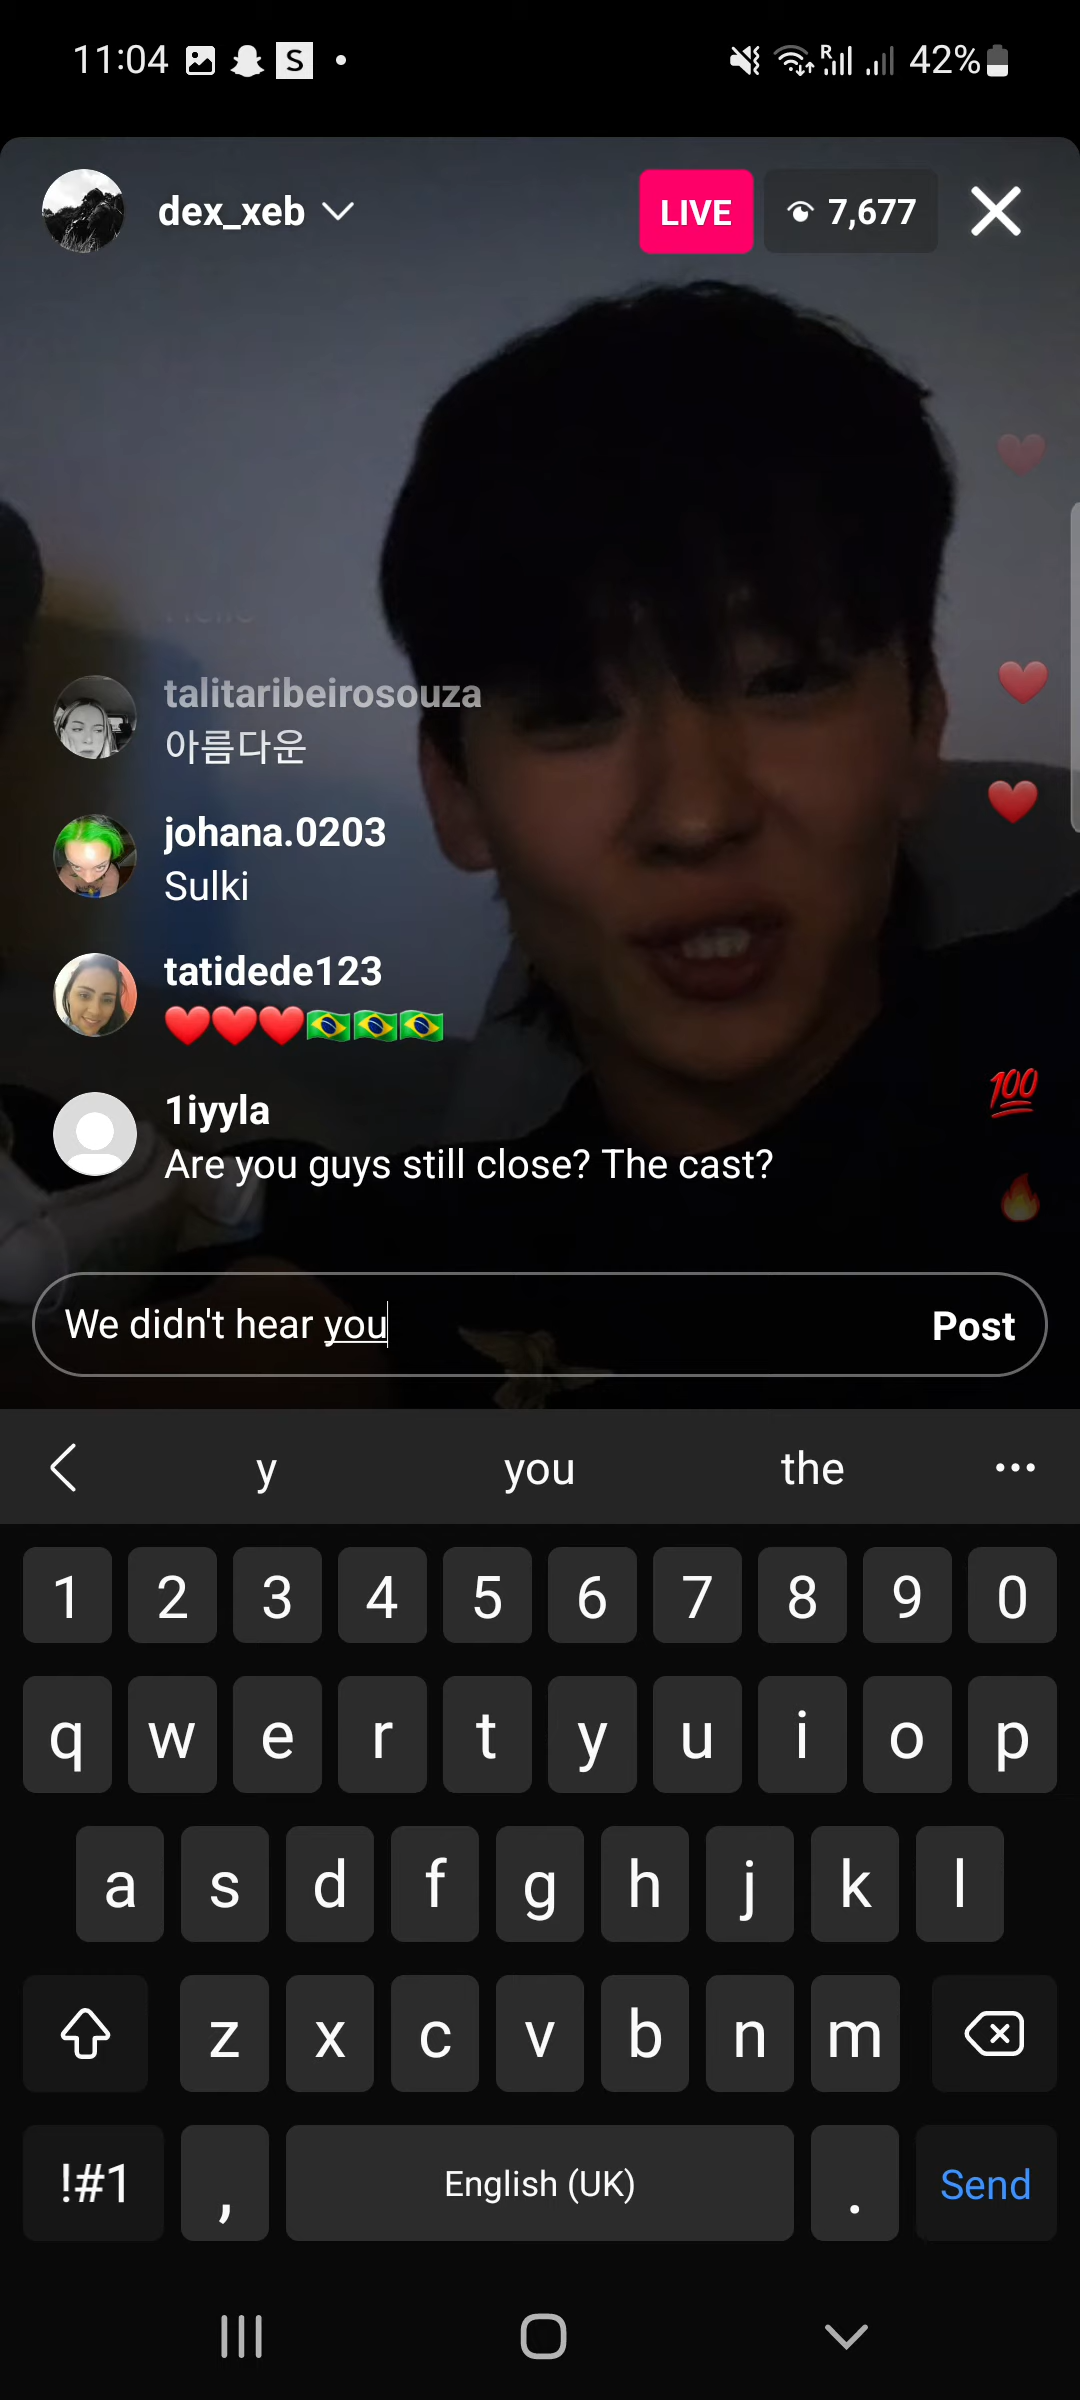 11:04 S
R 42%
dex_xeb
LIVE 7,677
Hello
talitaribeirosouza
아름다운
johana.0203
Sulki
tatidede123
❤️❤️❤️🇧🇷🇧🇷🇧🇷
1iyyla
Are you guys still close? The cast?
💯
We didn't hear you Post
y you the ...
1 2 3 4 5 6 7 8 9 0
q w e r t y u i o p
a s d f g h j k l
z x c v b n m
!#1 , English (UK) . Send